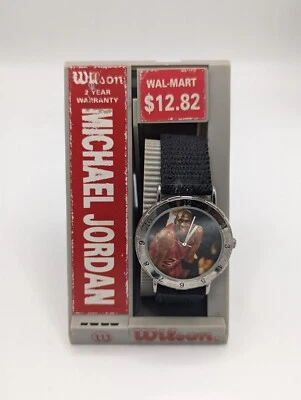 Wilson
2 YEAR
WARRANTY
MICHAEL JORDAN
WAL-MART
$12.82
W
Wilson